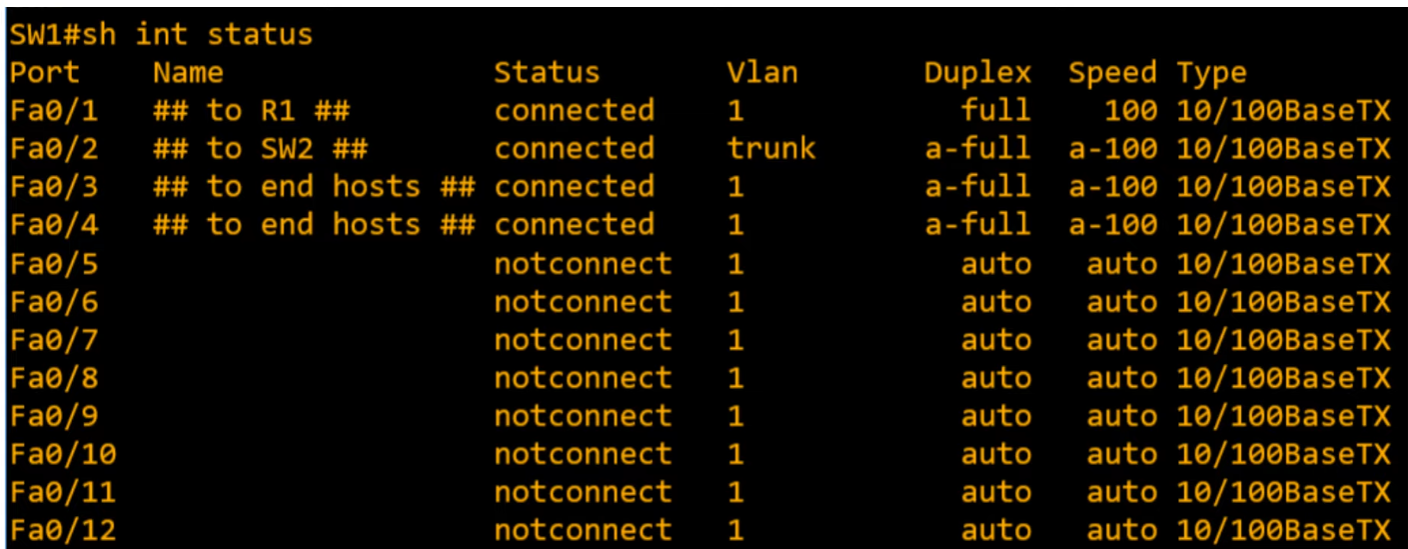 SW1#sh int status
Port Name Status Vlan Duplex Speed Type
Fa0/1 ## to R1 ## connected 1 full 100 10/100BaseTX
Fa0/2 ## to SW2 ## connected trunk a-full a-100 10/100BaseTX
Fa0/3 ## to end hosts ## connected 1 a-full a-100 10/100BaseTX
Fa0/4 ## to end hosts ## connected 1 a-full a-100 10/100BaseTX
Fa0/5 notconnect 1 auto auto 10/100BaseTX
Fa0/6 notconnect 1 auto auto 10/100BaseTX
Fa0/7 notconnect 1 auto auto 10/100BaseTX
Fa0/8 notconnect 1 auto auto 10/100BaseTX
Fa0/9 notconnect 1 auto auto 10/100BaseTX
Fa0/10 notconnect 1 auto auto 10/100BaseTX
Fa0/11 notconnect 1 auto auto 10/100BaseTX
Fa0/12 notconnect 1 auto auto 10/100BaseTX